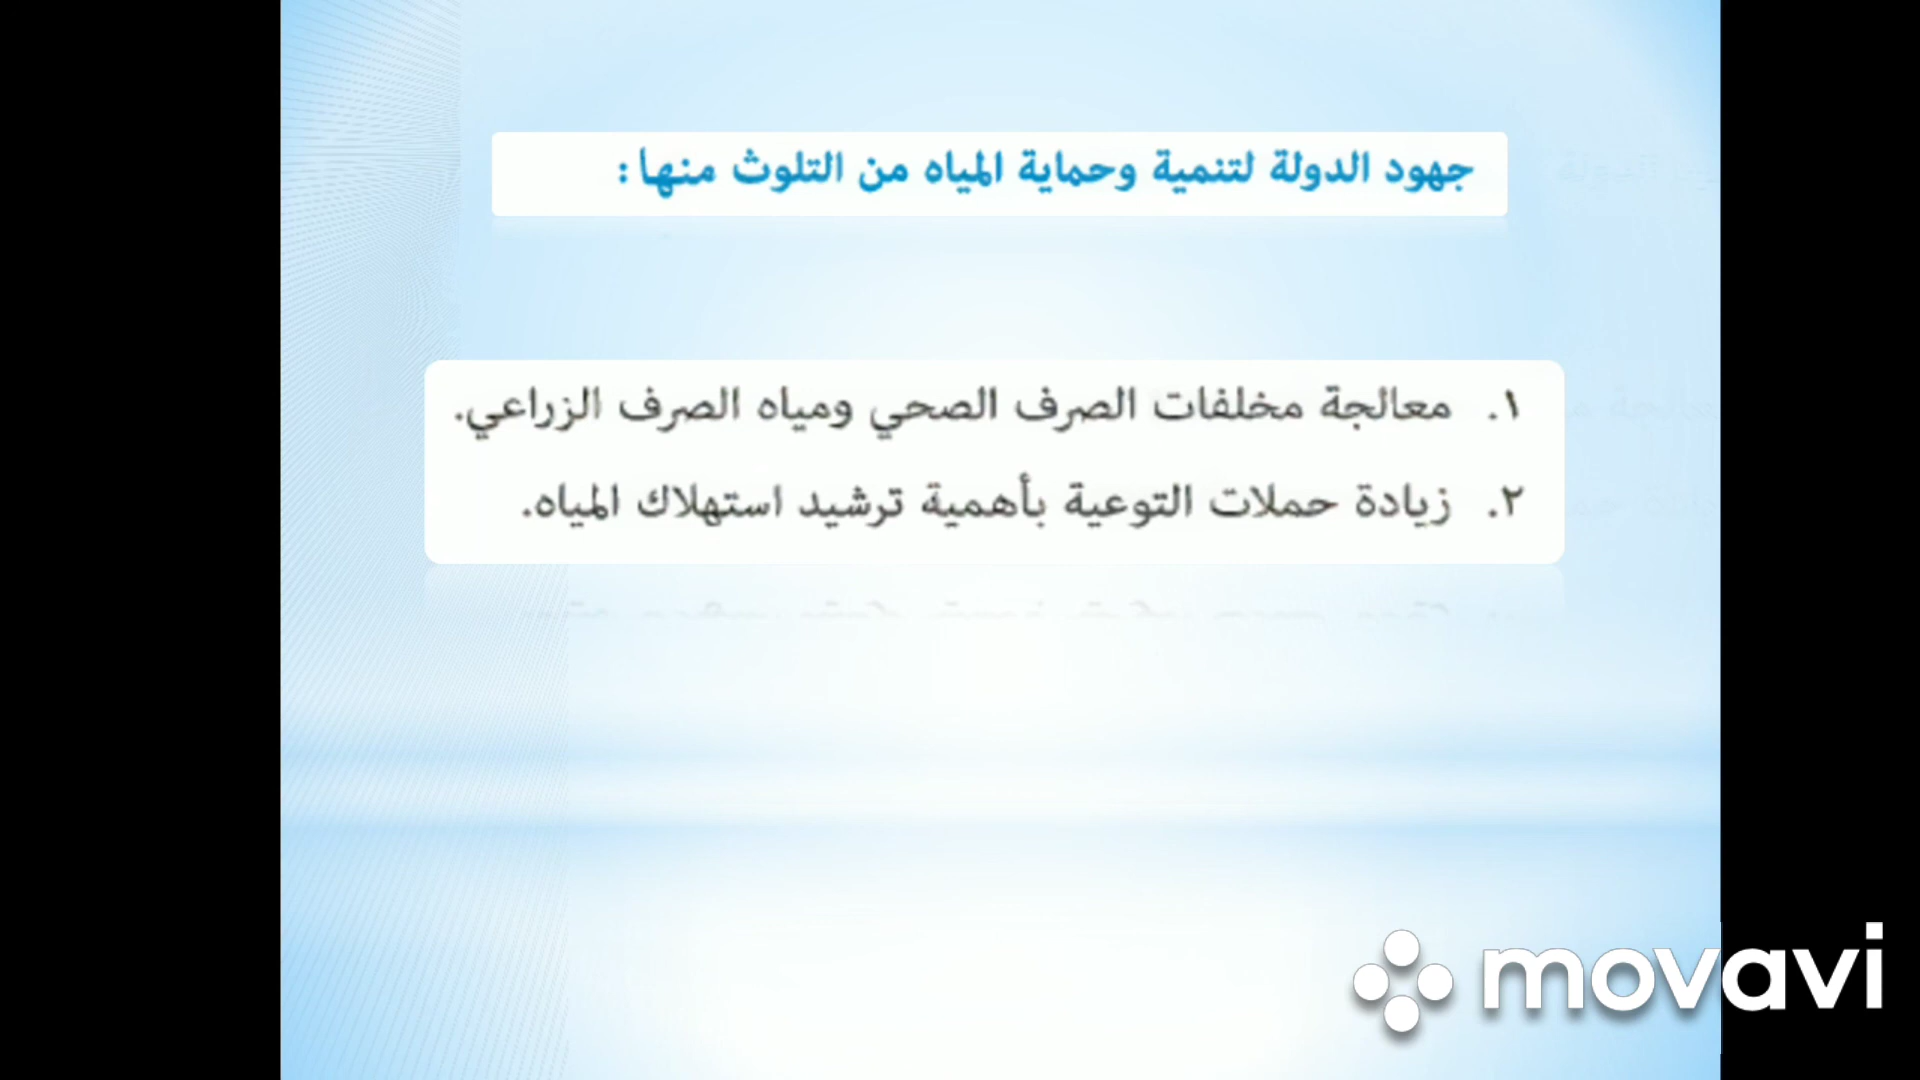 جهود الدولة لتنمية وحماية المياه من التلوث منها:
١. معالجة مخلفات الصرف الصحي ومياه الصرف الزراعي.
٢. زيادة حملات التوعية بأهمية ترشيد استهلاك المياه.
movavi